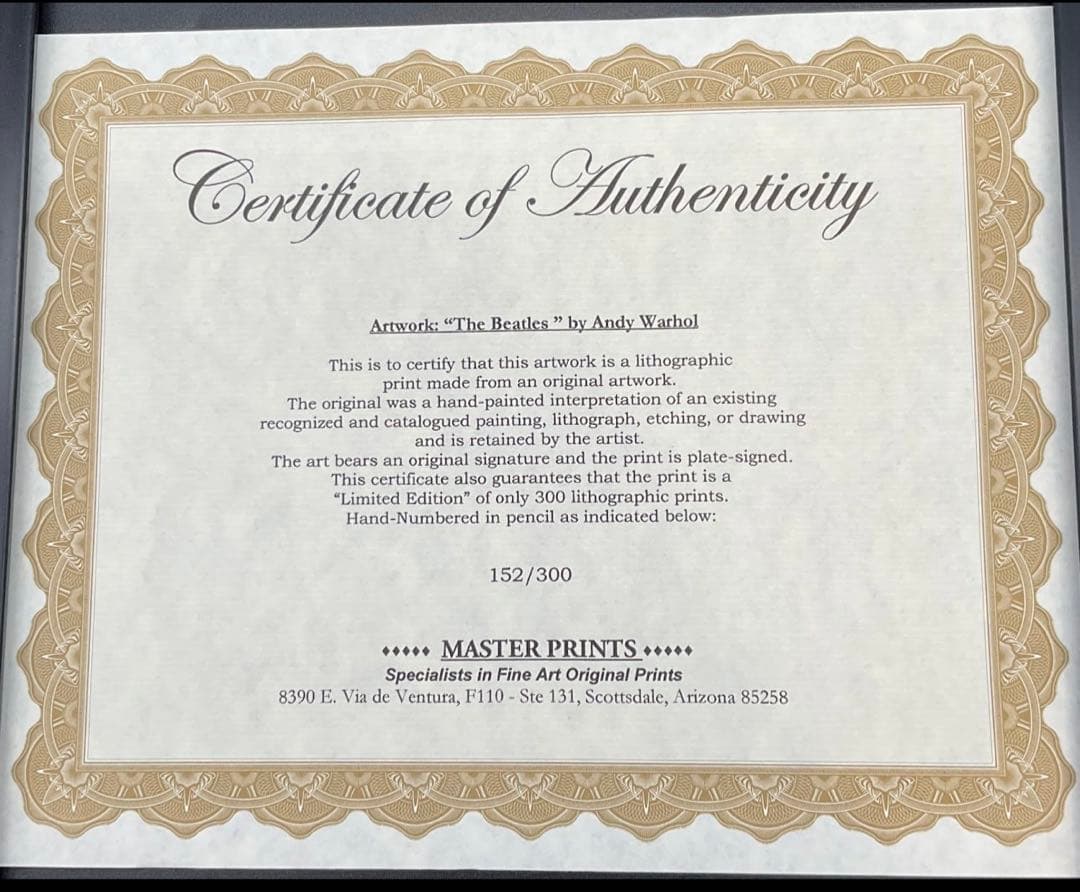 Certificate of Authenticity
Artwork: “The Beatles ” by Andy Warhol
This is to certify that this artwork is a lithographic
print made from an original artwork.
The original was a hand-painted interpretation of an existing
recognized and catalogued painting, lithograph, etching, or drawing
and is retained by the artist.
The art bears an original signature and the print is plate-signed.
This certificate also guarantees that the print is a
“Limited Edition” of only 300 lithographic prints.
Hand-Numbered in pencil as indicated below:
152/300
♦♦♦♦♦ MASTER PRINTS ♦♦♦♦♦
Specialists in Fine Art Original Prints
8390 E. Via de Ventura, F110 - Ste 131, Scottsdale, Arizona 85258